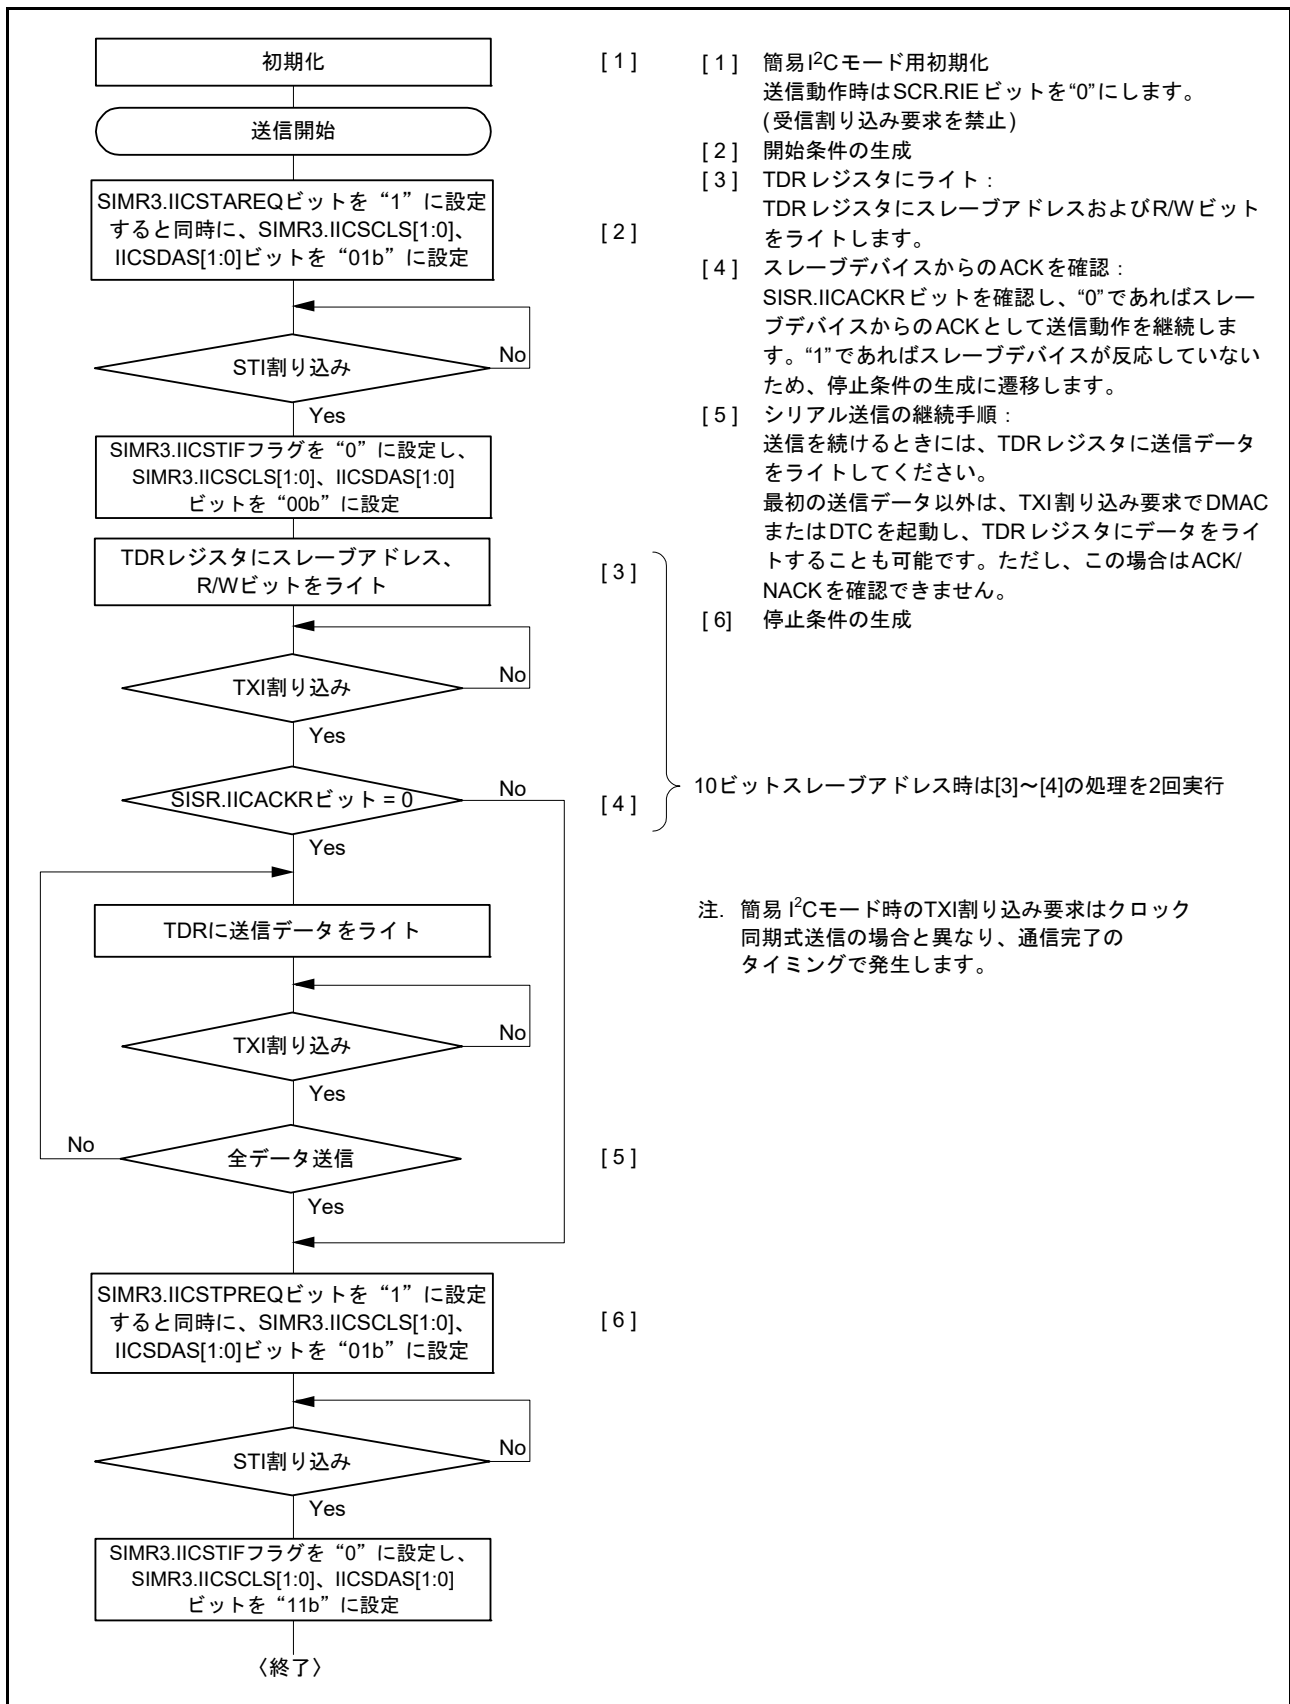 初期化
[ 1 ]
送信開始
SIMR3.IICSTAREQビットを“1”に設定
すると同時に、SIMR3.IICSCLS[1:0]、
IICSDAS[1:0]ビットを“01b”に設定
[ 2 ]
STI割り込み
No
Yes
SIMR3.IICSTIFフラグを“0”に設定し、
SIMR3.IICSCLS[1:0]、IICSDAS[1:0]
ビットを“00b”に設定
TDRレジスタにスレーブアドレス、
R/Wビットをライト
[ 3 ]
TXI割り込み
No
Yes
SISR.IICACKRビット = 0
No
[ 4 ]
Yes
10ビットスレーブアドレス時は[3]～[4]の処理を2回実行
TDRに送信データをライト
TXI割り込み
No
Yes
No
全データ送信
[ 5 ]
Yes
SIMR3.IICSTPREQビットを“1”に設定
すると同時に、SIMR3.IICSCLS[1:0]、
IICSDAS[1:0]ビットを“01b”に設定
[ 6 ]
STI割り込み
No
Yes
SIMR3.IICSTIFフラグを“0”に設定し、
SIMR3.IICSCLS[1:0]、IICSDAS[1:0]
ビットを“11b”に設定
〈終了〉
[ 1 ] 簡易I2Cモード用初期化
送信動作時はSCR.RIEビットを“0”にします。
(受信割り込み要求を禁止)
[ 2 ] 開始条件の生成
[ 3 ] TDRレジスタにライト：
TDRレジスタにスレーブアドレスおよびR/Wビット
をライトします。
[ 4 ] スレーブデバイスからのACKを確認：
SISR.IICACKRビットを確認し、“0”であればスレー
ブデバイスからのACKとして送信動作を継続しま
す。“1”であればスレーブデバイスが反応していない
ため、停止条件の生成に遷移します。
[ 5 ] シリアル送信の継続手順：
送信を続けるときには、TDRレジスタに送信データ
をライトしてください。
最初の送信データ以外は、TXI割り込み要求でDMAC
またはDTCを起動し、TDRレジスタにデータをライ
トすることも可能です。ただし、この場合はACK/
NACKを確認できません。
[ 6] 停止条件の生成
注. 簡易 I2Cモード時のTXI割り込み要求はクロック
同期式送信の場合と異なり、通信完了の
タイミングで発生します。